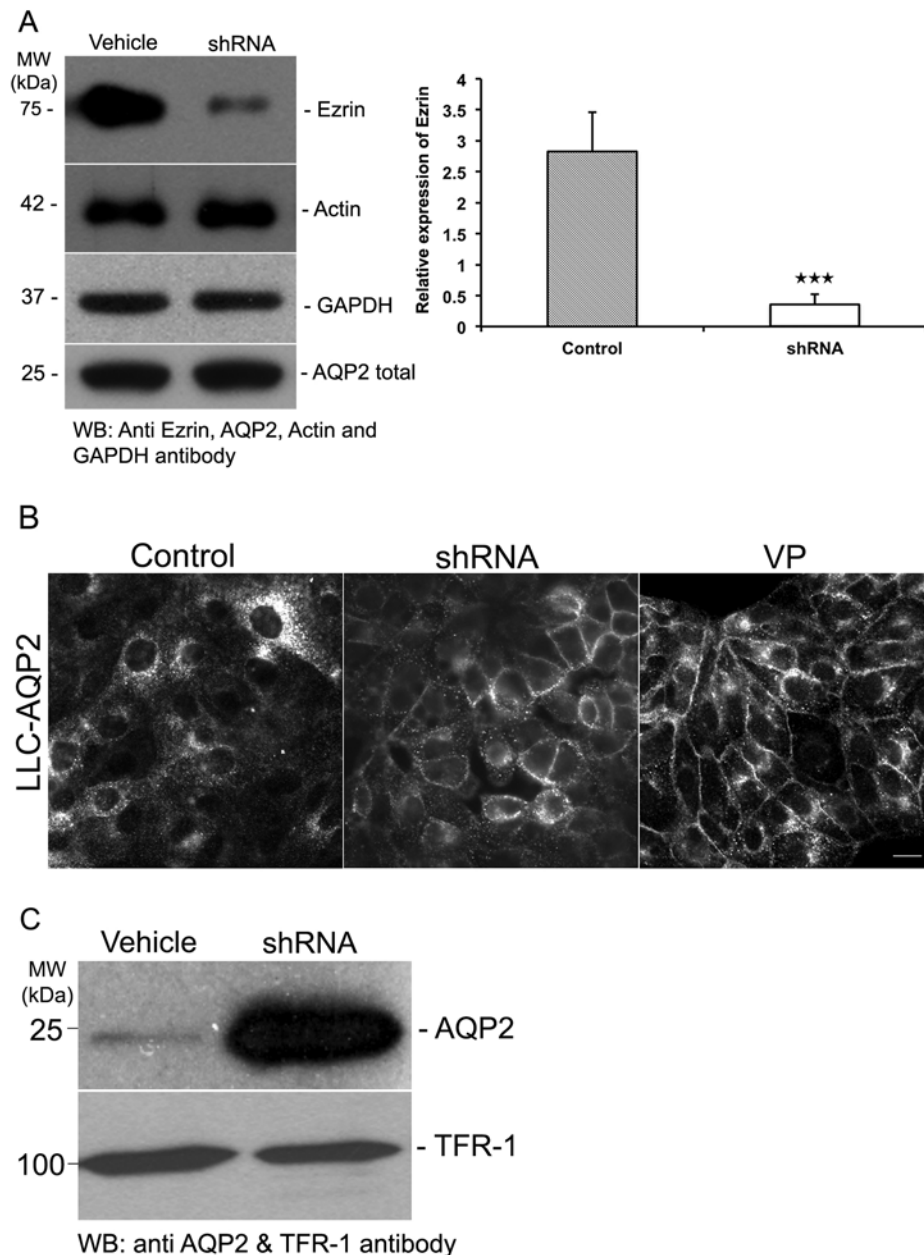 A
Vehicle shRNA
MW
(kDa)
75 - - Ezrin
42 - - Actin
37 - - GAPDH
25 - - AQP2 total
WB: Anti Ezrin, AQP2, Actin and
GAPDH antibody
Relative expression of Ezrin
4
3.5
3
2.5
2
1.5
1
0.5
0
★★★
Control shRNA
B
Control shRNA VP
LLC-AQP2
C
Vehicle shRNA
MW
(kDa)
25 - AQP2
100 - TFR-1
WB: anti AQP2 & TFR-1 antibody